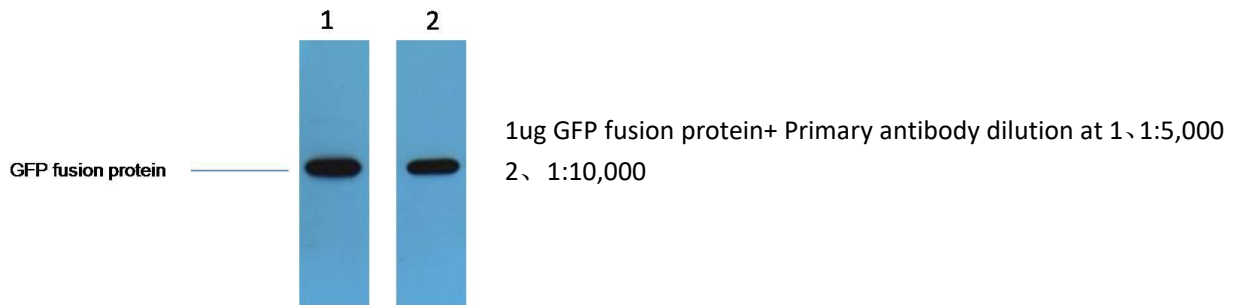 1 2
1ug GFP fusion protein+ Primary antibody dilution at 1、1:5,000
GFP fusion protein
2、 1:10,000